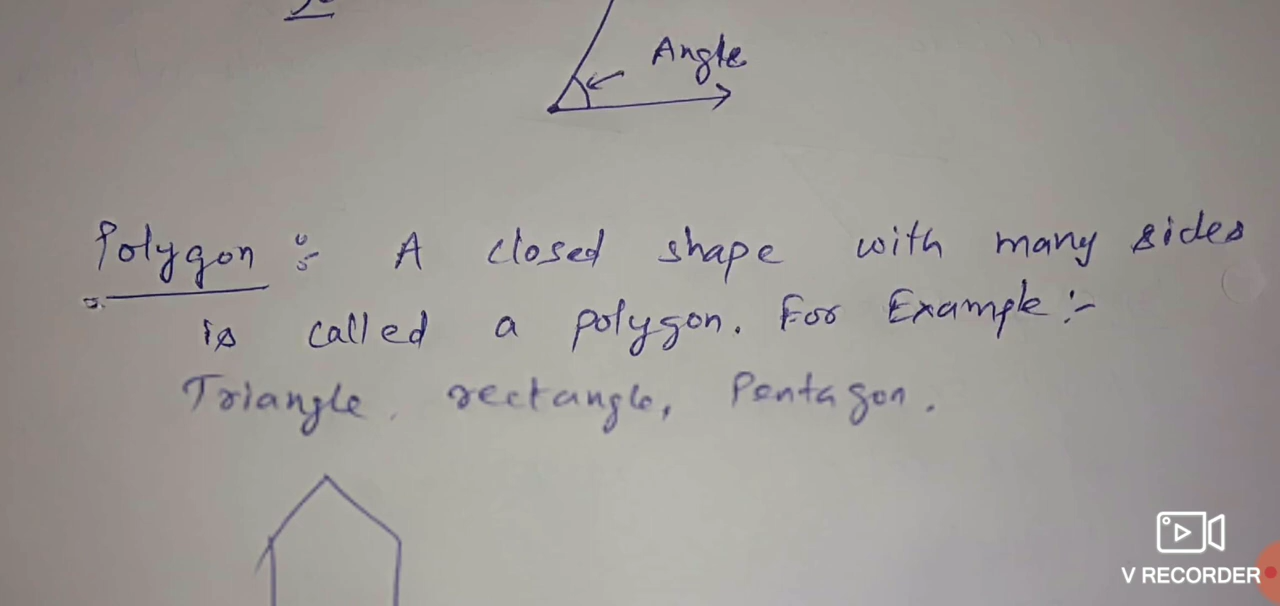 Angle
Polygon :- A closed shape with many sides
is called a polygon. For Example :-
Triangle, rectangle, Pentagon.
V RECORDER